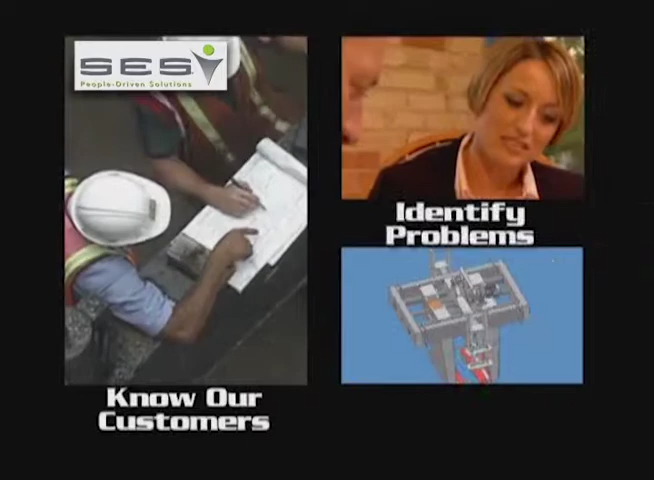 SES
People-Driven Solutions
Identify
Problems
Know Our
Customers